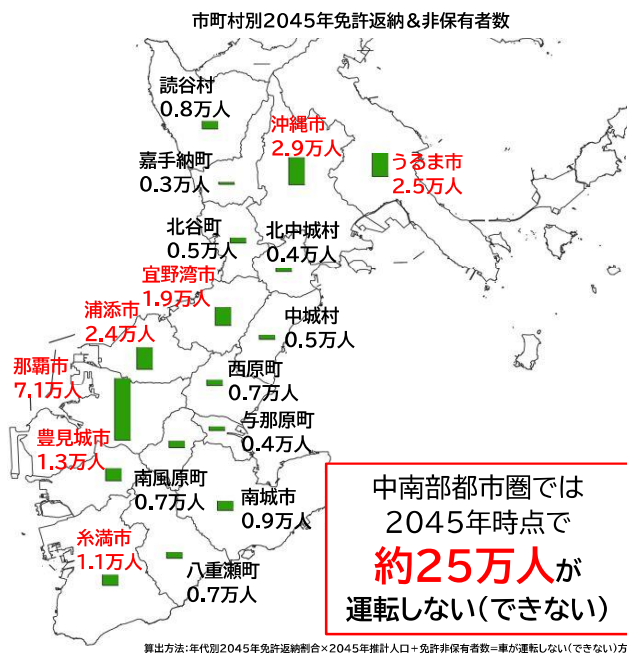 市町村別2045年免許返納&非保有者数
読谷村
0.8万人
沖縄市
2.9万人
うるま市
2.5万人
嘉手納町
0.3万人
北谷町
0.5万人
北中城村
0.4万人
宜野湾市
1.9万人
浦添市
2.4万人
中城村
0.5万人
那覇市
7.1万人
西原町
0.7万人
与那原町
0.4万人
豊見城市
1.3万人
南風原町
0.7万人
南城市
0.9万人
糸満市
1.1万人
八重瀬町
0.7万人
中南部都市圏では
2045年時点で
約25万人が
運転しない(できない)
算出方法:年代別2045年免許返納割合×2045年推計人口+免許非保有者数=車が運転しない(できない)方